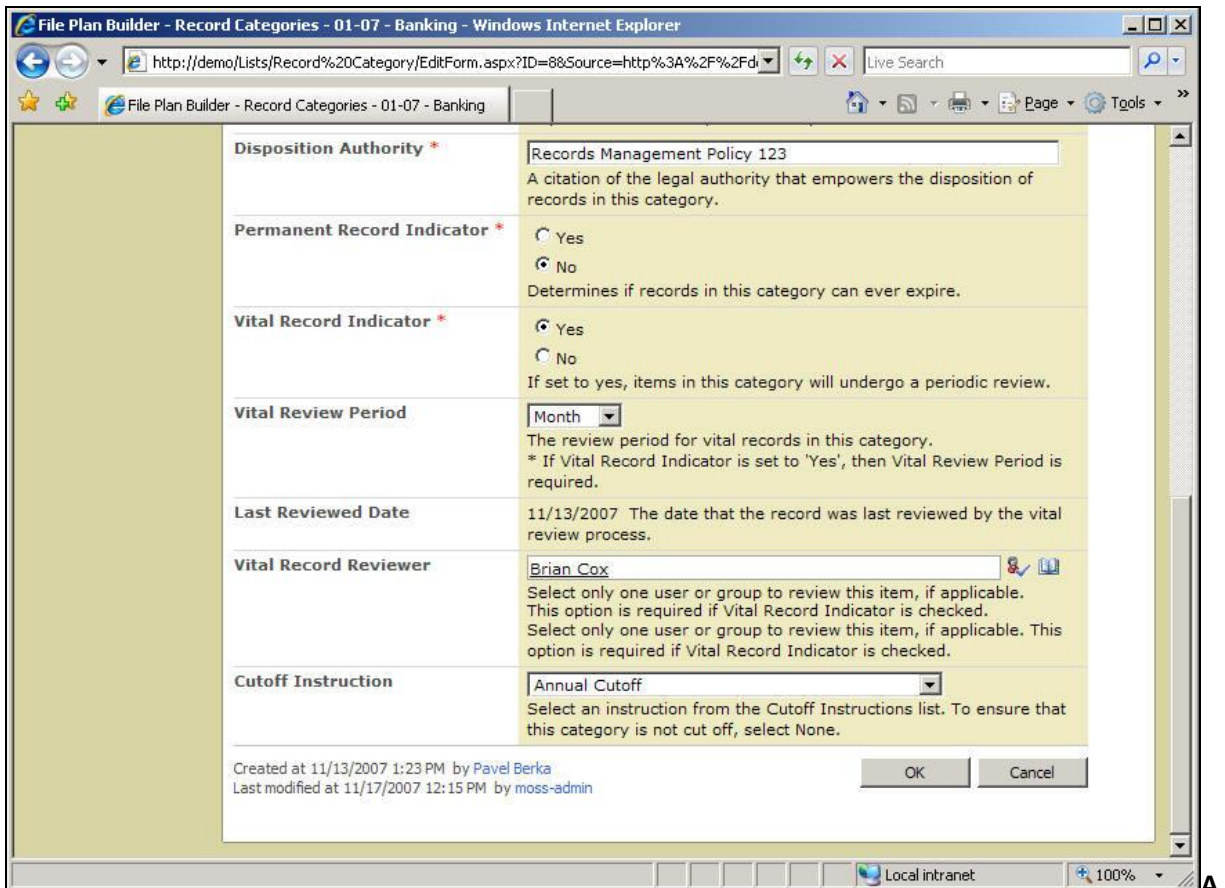 File Plan Builder - Record Categories - 01-07 - Banking - Windows Internet Explorer
http://demo/Lists/Record%20Category/EditForm.aspx?ID=8&Source=http%3A%2F%2Fd
Live Search
File Plan Builder - Record Categories - 01-07 - Banking
Page
Tools
Disposition Authority *
Records Management Policy 123
A citation of the legal authority that empowers the disposition of
records in this category.
Permanent Record Indicator *
Yes
No
Determines if records in this category can ever expire.
Vital Record Indicator *
Yes
No
If set to yes, items in this category will undergo a periodic review.
Vital Review Period
Month
The review period for vital records in this category.
* If Vital Record Indicator is set to 'Yes', then Vital Review Period is
required.
Last Reviewed Date
11/13/2007 The date that the record was last reviewed by the vital
review process.
Vital Record Reviewer
Brian Cox
Select only one user or group to review this item, if applicable.
This option is required if Vital Record Indicator is checked.
Select only one user or group to review this item, if applicable. This
option is required if Vital Record Indicator is checked.
Cutoff Instruction
Annual Cutoff
Select an instruction from the Cutoff Instructions list. To ensure that
this category is not cut off, select None.
Created at 11/13/2007 1:23 PM by Pavel Berka
Last modified at 11/17/2007 12:15 PM by moss-admin
OK
Cancel
Local intranet
100%
A